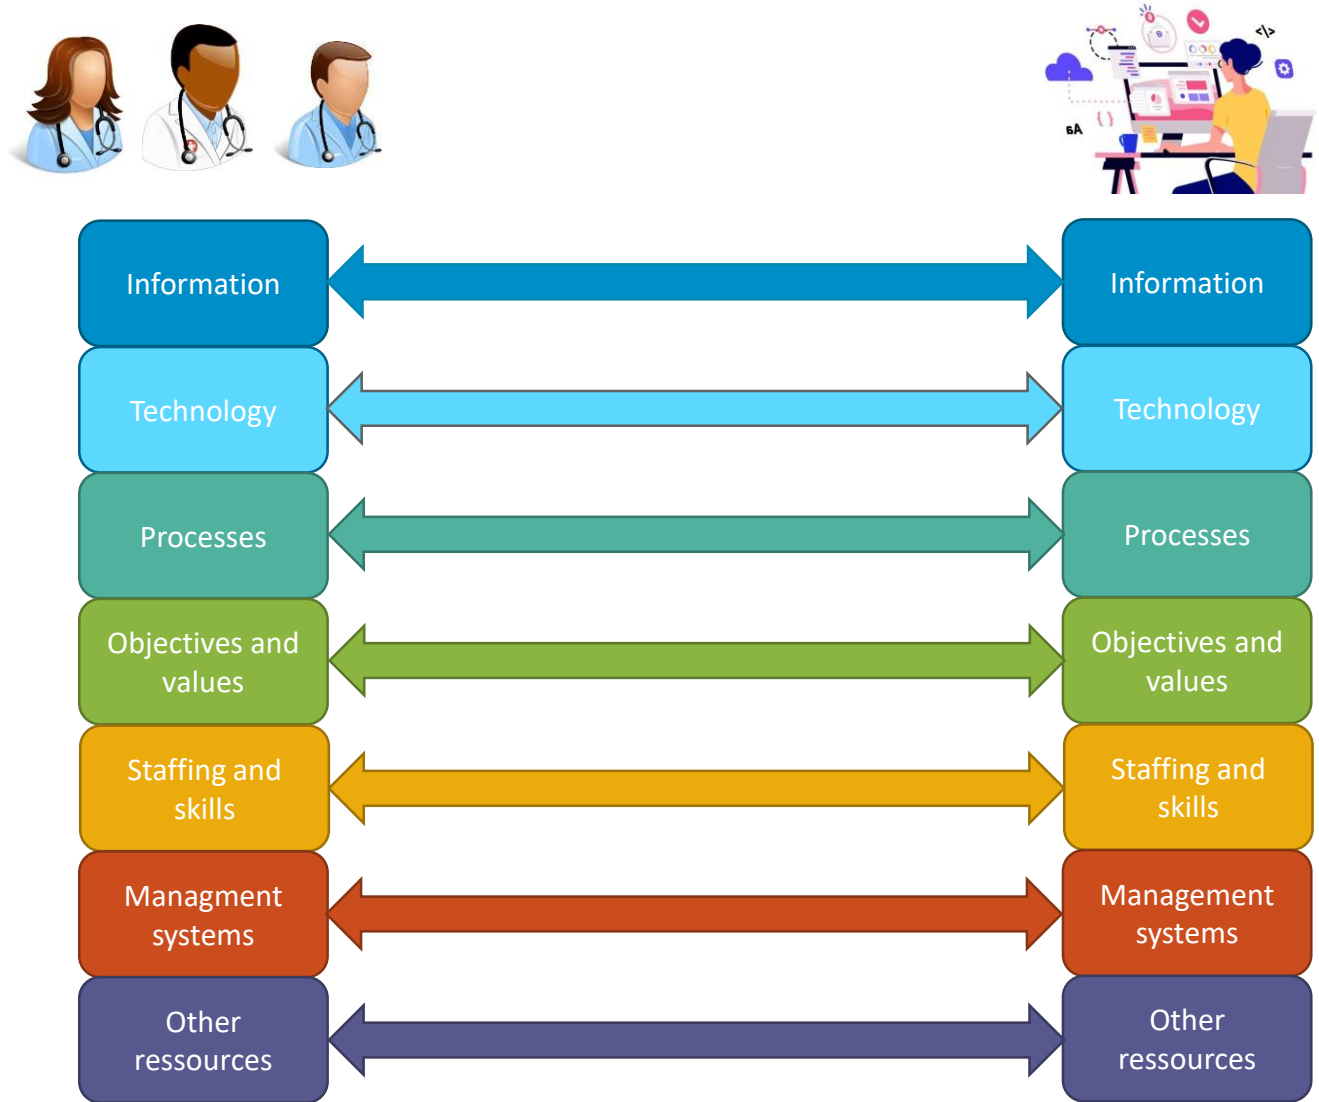 </>
Aa
{ }
Information
Information
Technology
Technology
Processes
Processes
Objectives and
values
Objectives and
values
Staffing and
skills
Staffing and
skills
Managment
systems
Management
systems
Other
ressources
Other
ressources